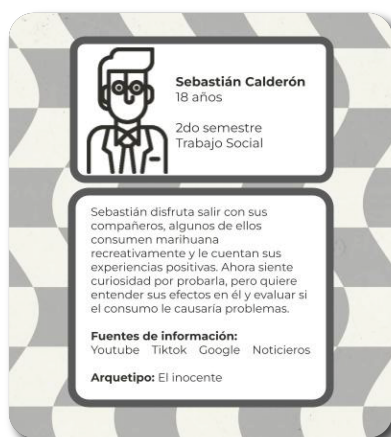 Sebastián Calderón
18 años
2do semestre
Trabajo Social
Sebastián disfruta salir con sus
compañeros, algunos de ellos
consumen marihuana
recreativamente y le cuentan sus
experiencias positivas. Ahora siente
curiosidad por probarla, pero quiere
entender sus efectos en él y evaluar si
el consumo le causaría problemas.
Fuentes de información:
Youtube Tiktok Google Noticieros
Arquetipo: El inocente